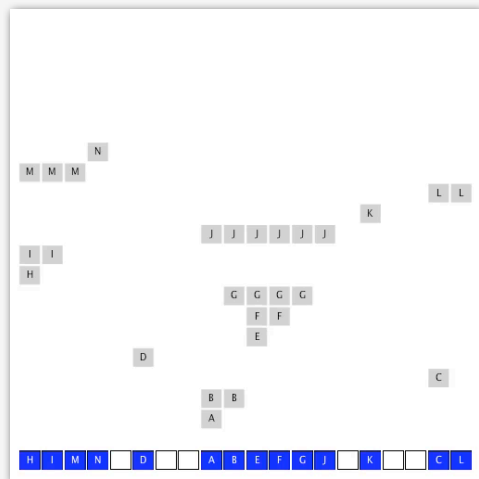 N
M M M
L L
K
J J J J J J
I I
H
G G G G
F F
E
D
C
B B
A
H I M N D A B E F G J K C L